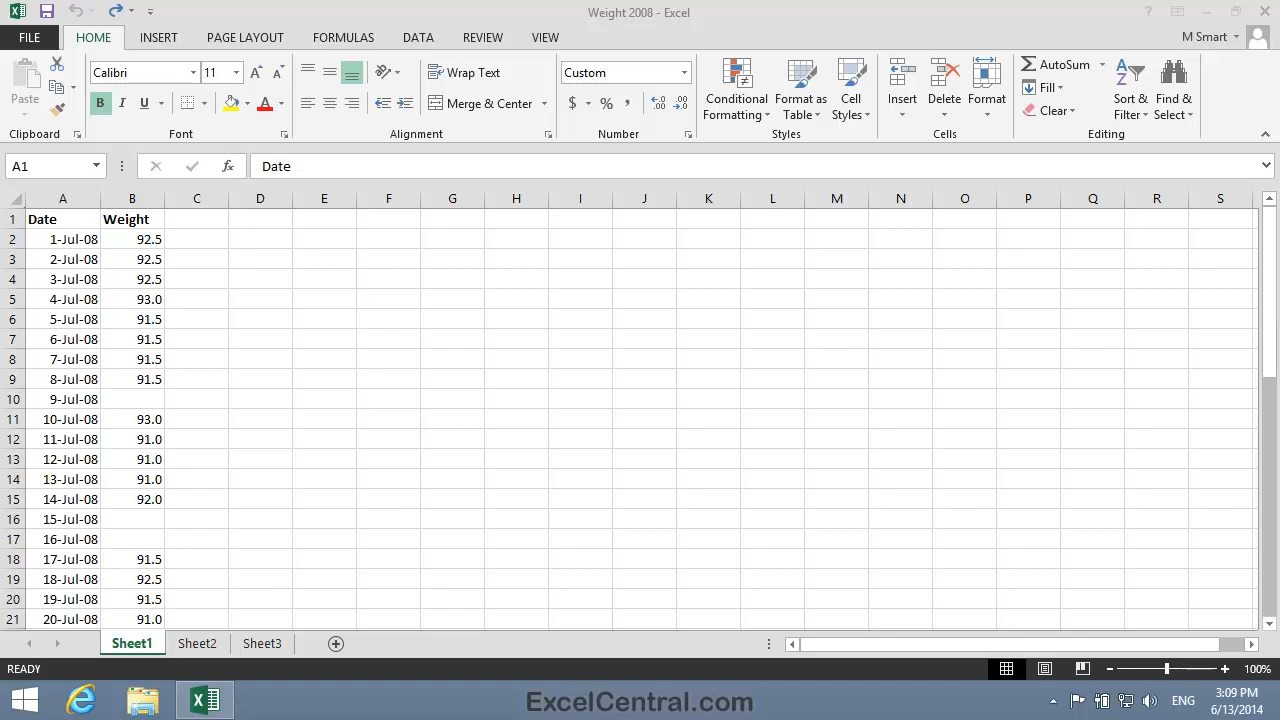 Weight 2008 - Excel
FILE HOME INSERT PAGE LAYOUT FORMULAS DATA REVIEW VIEW M Smart
Calibri 11 Wrap Text Custom AutoSum
Paste Conditional Format as Cell Insert Delete Format Fill Sort & Find &
B I U Merge & Center $ % , Formatting Table Styles Clear Filter Select
Clipboard Font Alignment Number Styles Cells Editing
A1 fx Date
A B C D E F G H I J K L M N O P Q R S
1 Date Weight
2 1-Jul-08 92.5
3 2-Jul-08 92.5
4 3-Jul-08 92.5
5 4-Jul-08 93.0
6 5-Jul-08 91.5
7 6-Jul-08 91.5
8 7-Jul-08 91.5
9 8-Jul-08 91.5
10 9-Jul-08
11 10-Jul-08 93.0
12 11-Jul-08 91.0
13 12-Jul-08 91.0
14 13-Jul-08 91.0
15 14-Jul-08 92.0
16 15-Jul-08
17 16-Jul-08
18 17-Jul-08 91.5
19 18-Jul-08 92.5
20 19-Jul-08 91.5
21 20-Jul-08 91.0
Sheet1 Sheet2 Sheet3
READY 100%
ExcelCentral.com ENG 3:09 PM
6/13/2014